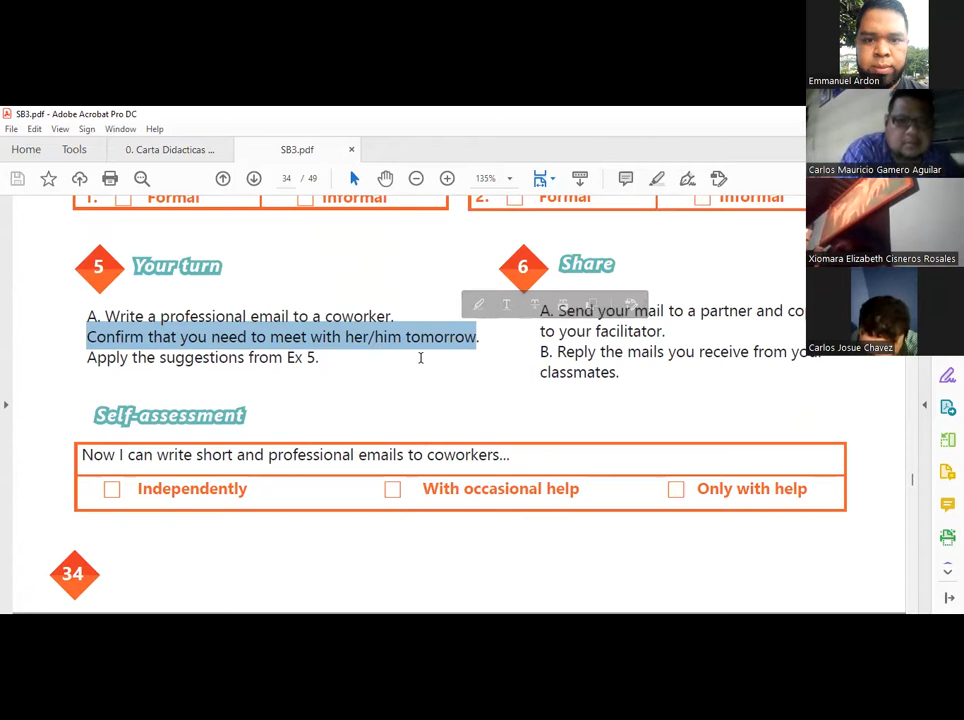 Emmanuel Ardon
SB3.pdf - Adobe Acrobat Pro DC
File Edit View Sign Window Help
Home Tools 0. Carta Didacticas ... SB3.pdf ×
34 / 49 135%
Carlos Mauricio Gamero Aguilar
1. Formal Informal 2. Formal Informal
5 Your turn
6 Share
Xiomara Elizabeth Cisneros Rosales
A. Write a professional email to a coworker.
Confirm that you need to meet with her/him tomorrow.
Apply the suggestions from Ex 5.
A. Send your mail to a partner and co
to your facilitator.
B. Reply the mails you receive from yo
classmates.
Carlos Josue Chavez
Self-assessment
Now I can write short and professional emails to coworkers...
Independently With occasional help Only with help
34